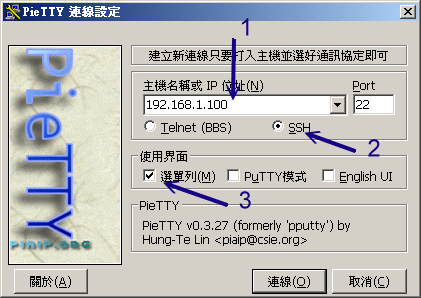 PieTTY 連線設定
1
建立新連線只要打入主機並選好通訊協定即可
主機名稱或 IP 位址(N) Port
192.168.1.100 22
Telnet (BBS) SSH
2
使用界面
選單列(M) PuTTY模式 English UI
3
PieTTY
PieTTY v0.3.27 (formerly 'pputty') by
Hung-Te Lin <piaip@csie.org>
PieTTY
PIAIP.ORG
關於(A) 連線(O) 取消(C)